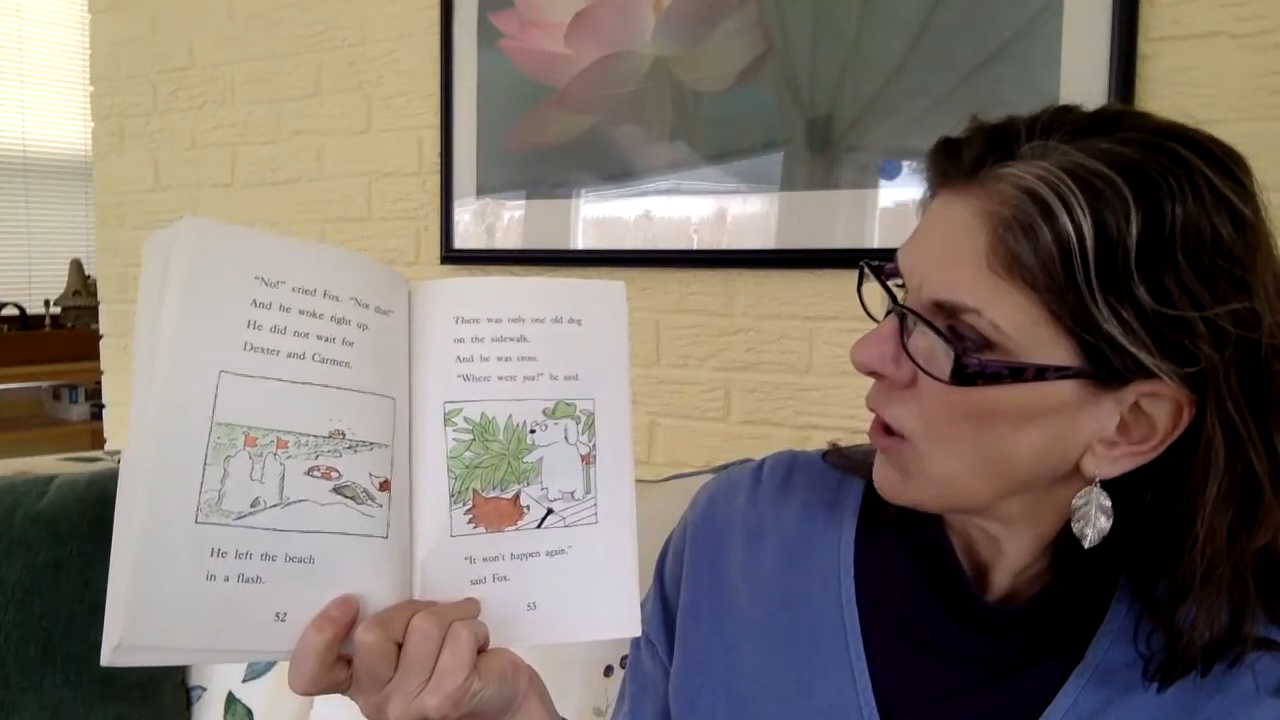 "No!" cried Fox. "Not that!"
And he woke right up.
He did not wait for
Dexter and Carmen.
He left the beach
in a flash.
52
There was only one old dog
on the sidewalk.
And he was cross.
"Where were you?" he said.
"It won't happen again,"
said Fox.
53